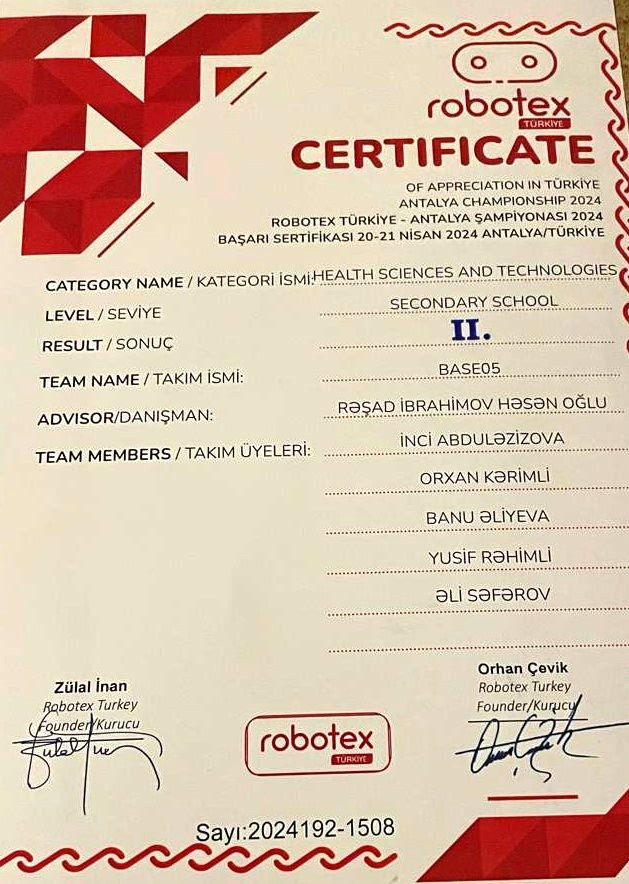 robotex
TÜRKİYE
CERTIFICATE
OF APPRECIATION IN TÜRKİYE
ANTALYA CHAMPIONSHIP 2024
ROBOTEX TÜRKİYE - ANTALYA ŞAMPİYONASI 2024
BAŞARI SERTİFİKASI 20-21 NİSAN 2024 ANTALYA/TÜRKİYE
CATEGORY NAME / KATEGORİ İSMİ: HEALTH SCIENCES AND TECHNOLOGIES
LEVEL / SEVİYE SECONDARY SCHOOL
RESULT / SONUÇ II.
TEAM NAME / TAKIM İSMİ: BASE05
ADVISOR/DANIŞMAN: RƏŞAD İBRAHİMOV HƏSƏN OĞLU
TEAM MEMBERS / TAKIM ÜYELERİ: İNCİ ABDULƏZİZOVA
ORXAN KƏRİMLİ
BANU ƏLİYEVA
YUSİF RƏHİMLİ
ƏLİ SƏFƏROV
Zülal İnan
Robotex Turkey
Founder/Kurucu
Orhan Çevik
Robotex Turkey
Founder/Kurucu
robotex
TÜRKİYE
Sayı:2024192-1508